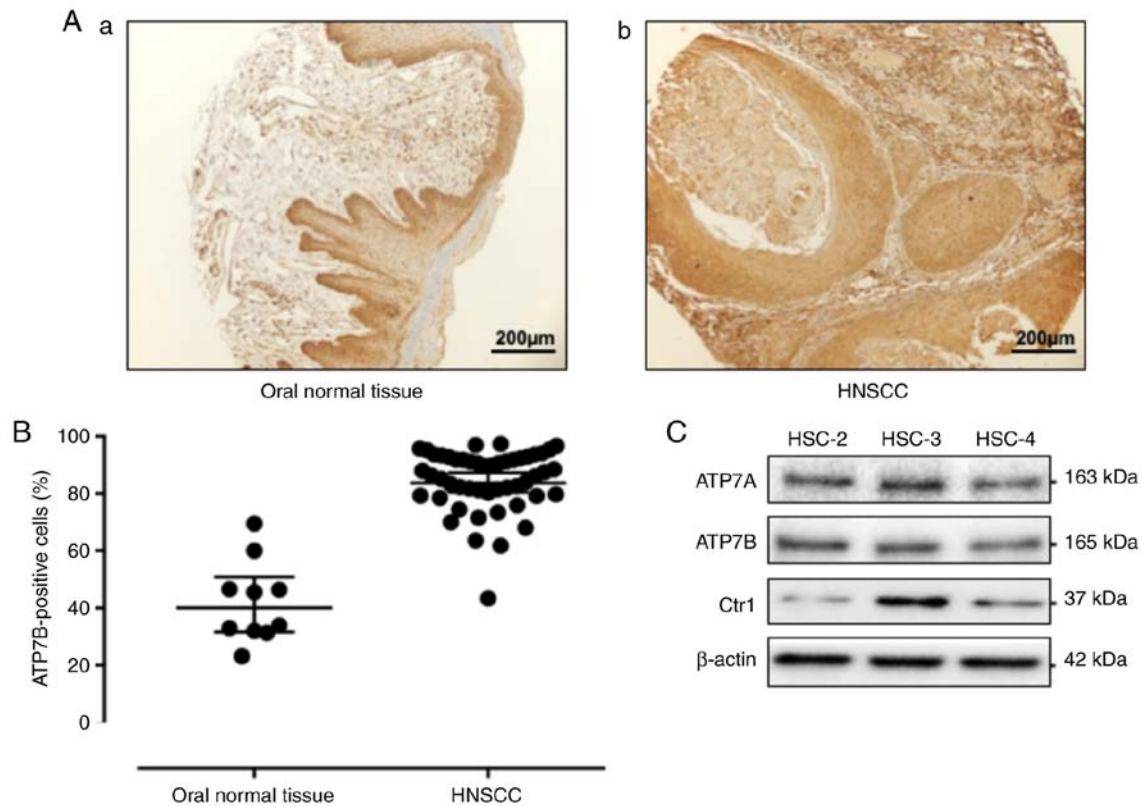 A
a
b
200μm
200μm
Oral normal tissue
HNSCC
B
ATP7B-positive cells (%)
100
80
60
40
20
0
Oral normal tissue
HNSCC
C
HSC-2 HSC-3 HSC-4
ATP7A 163 kDa
ATP7B 165 kDa
Ctr1 37 kDa
β-actin 42 kDa